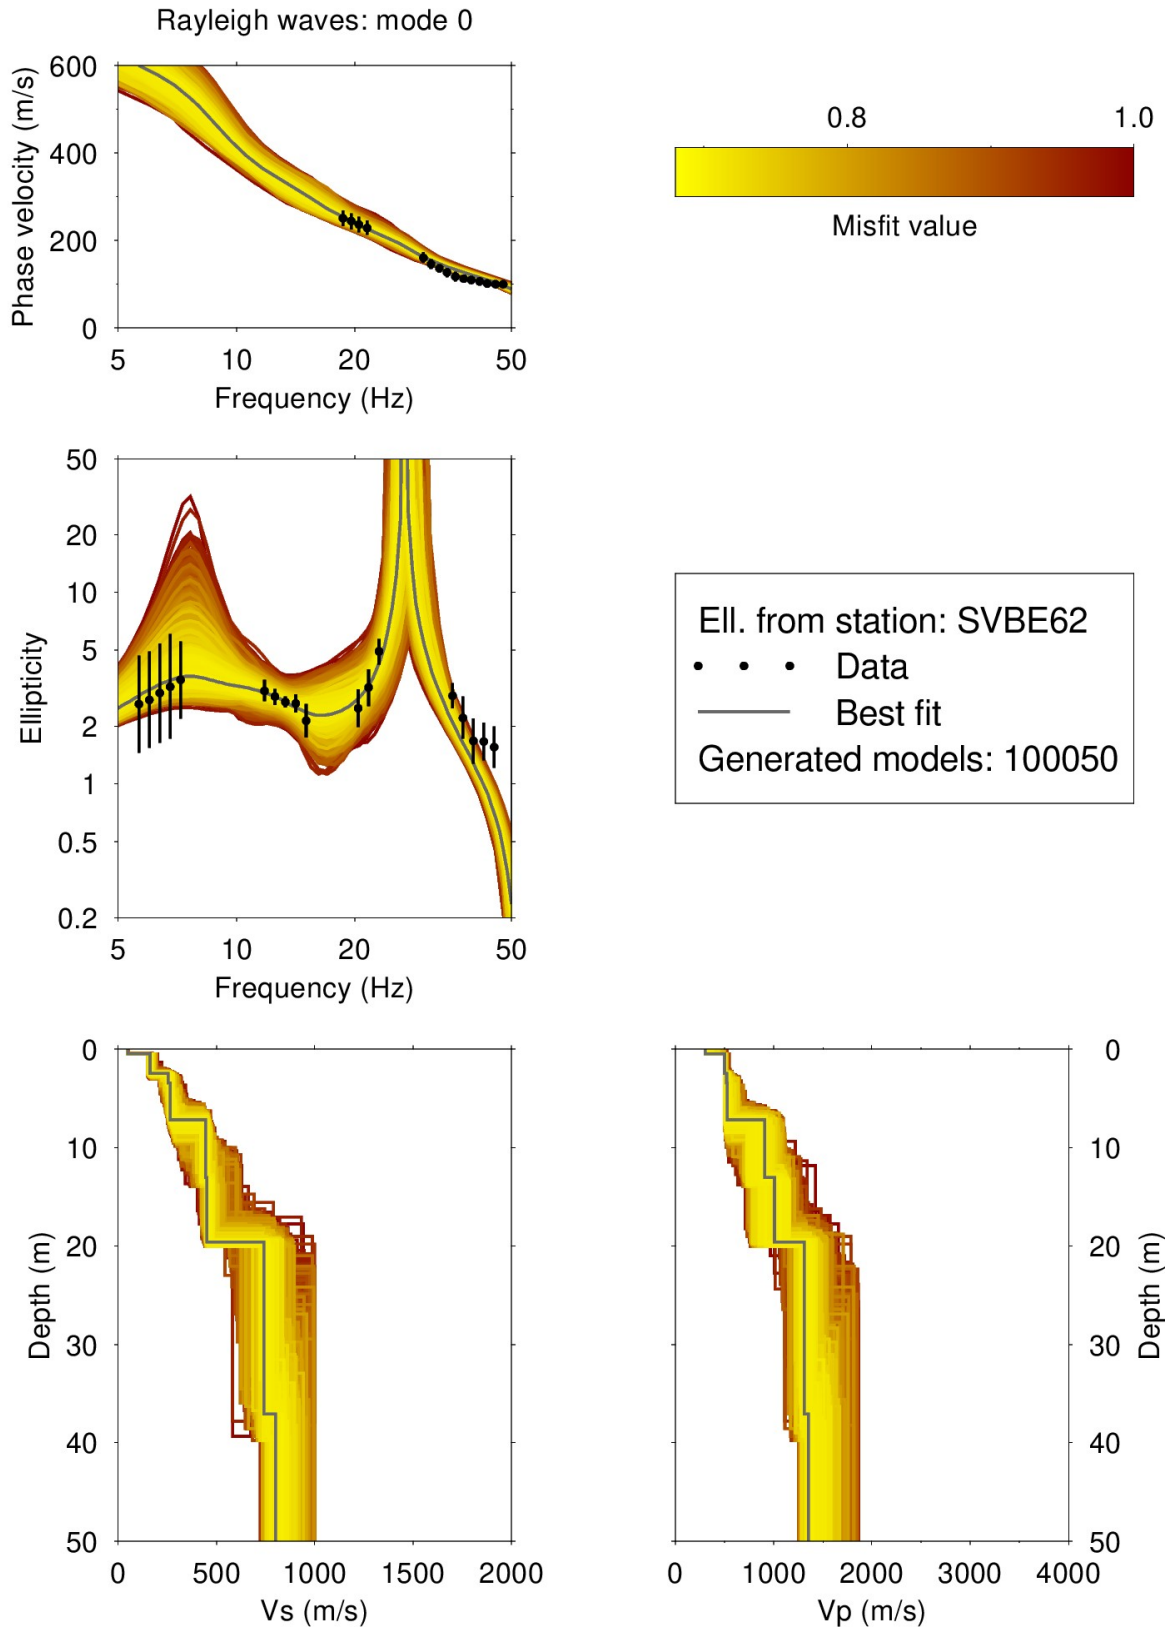 Rayleigh waves: mode 0
600
400
200
0
Phase velocity (m/s)
5 10 20 50
Frequency (Hz)
0.8 1.0
Misfit value
50
20
10
5
2
1
0.5
0.2
Ellipticity
5 10 20 50
Frequency (Hz)
Ell. from station: SVBE62
Data
Best fit
Generated models: 100050
0
10
20
30
40
50
Depth (m)
0 500 1000 1500 2000
Vs (m/s)
0
10
20
30
40
50
Depth (m)
0 1000 2000 3000 4000
Vp (m/s)